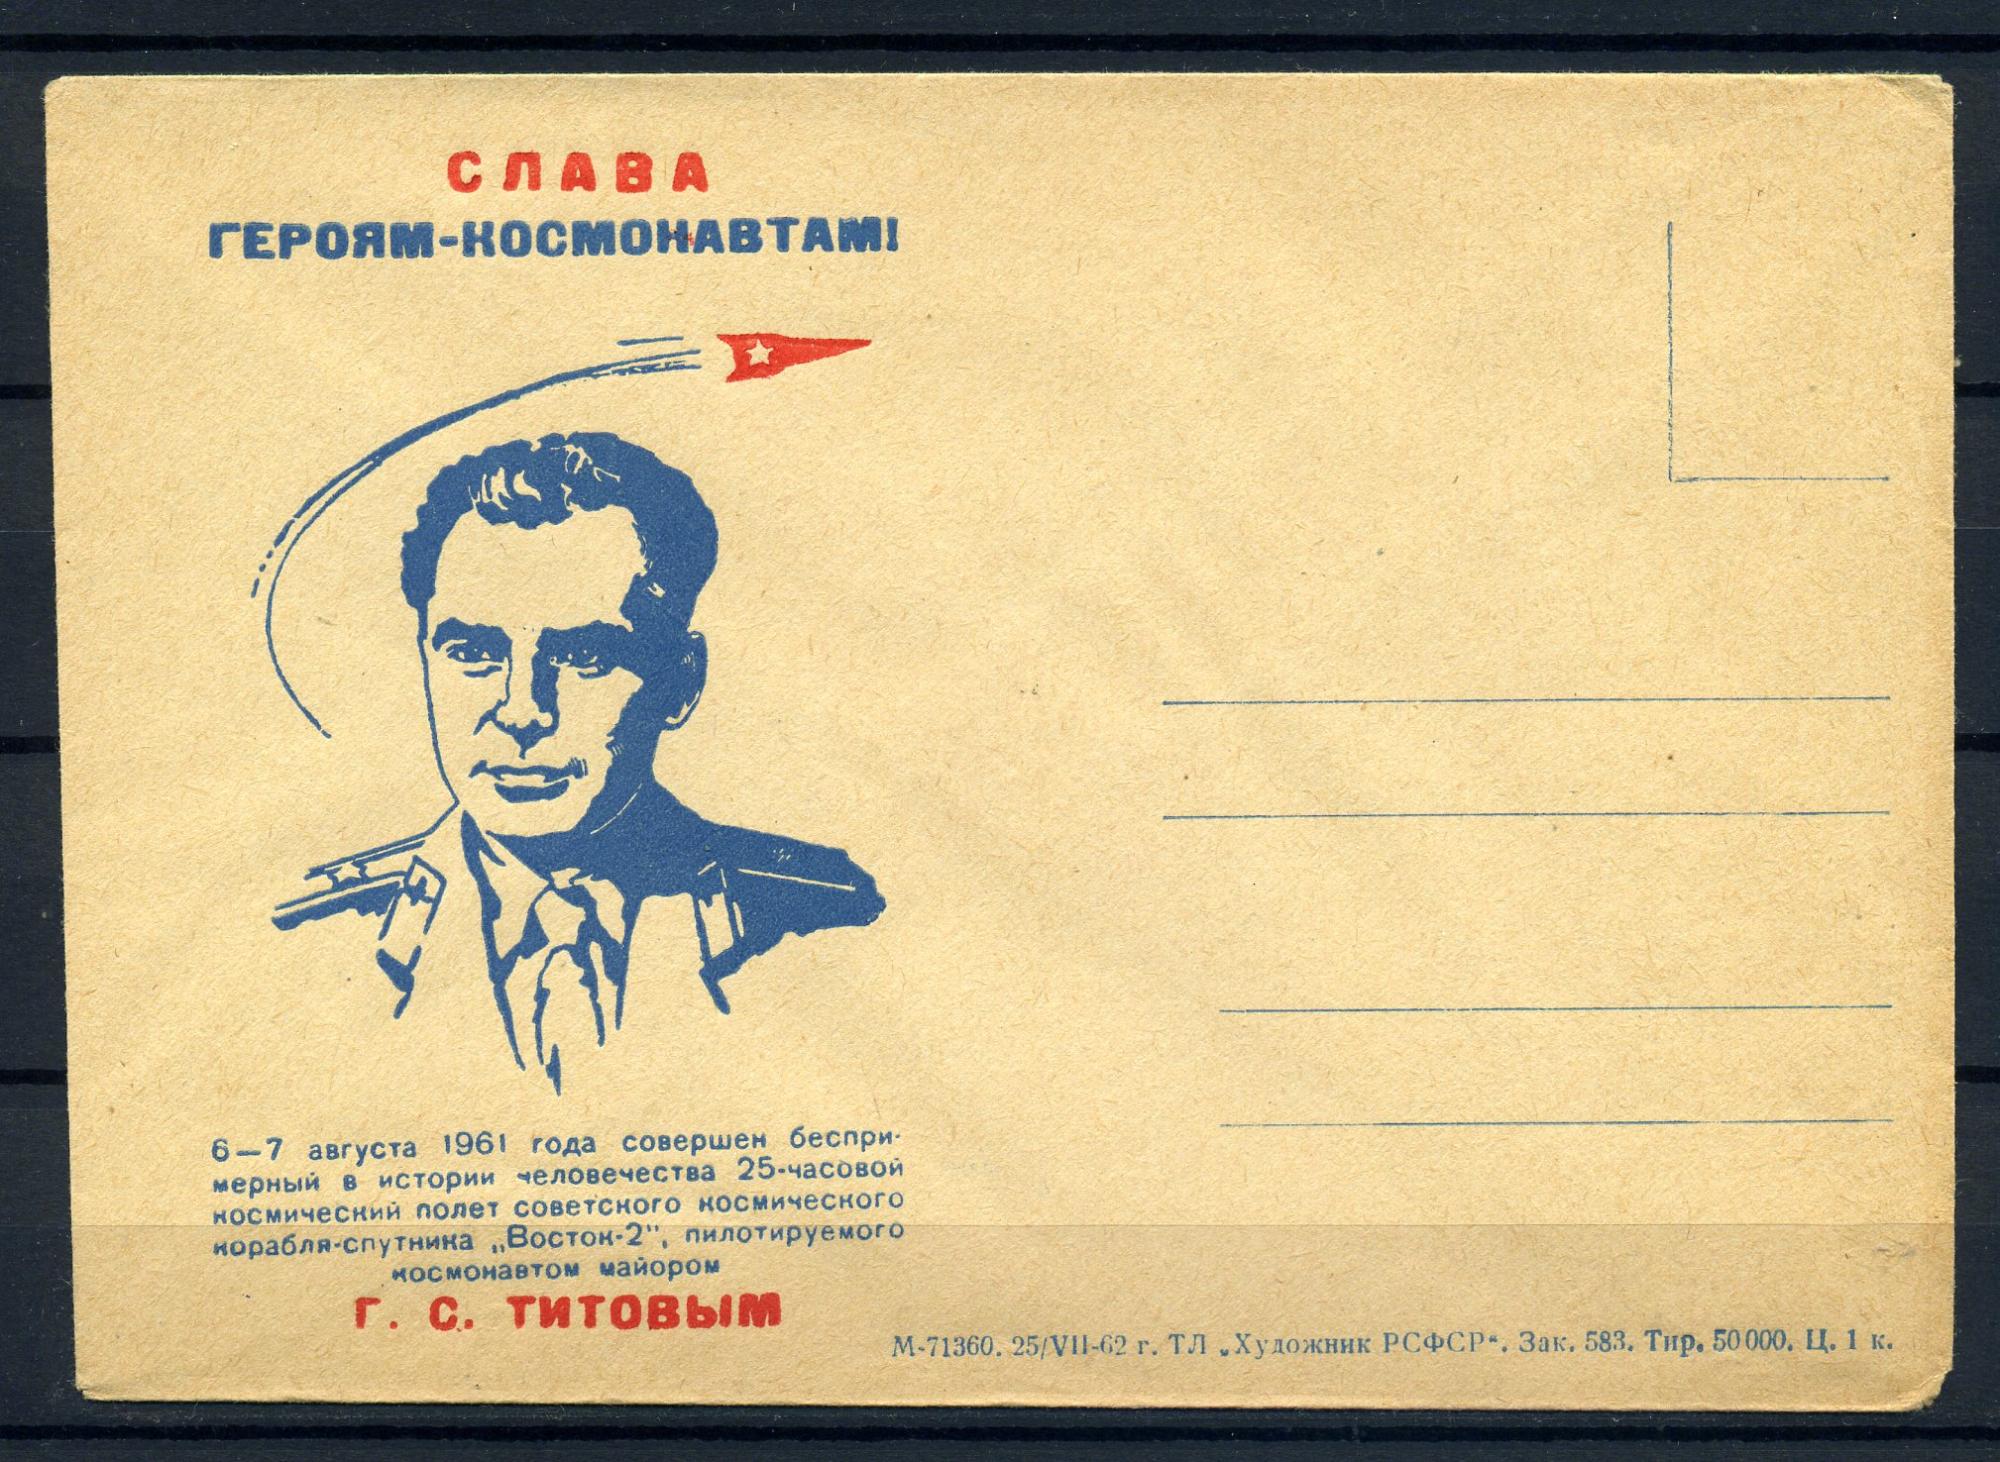 СЛАВА
ГЕРОЯМ-КОСМОНАВТАМ!
6—7 августа 1961 года совершен беспри-
мерный в истории человечества 25-часовой
космический полет советского космического
корабля-спутника „Восток-2", пилотируемого
космонавтом майором
Г. С. ТИТОВЫМ
М-71360. 25/VII-62 г. ТЛ „Художник РСФСР“. Зак. 583. Тир. 50000. Ц. 1 к.